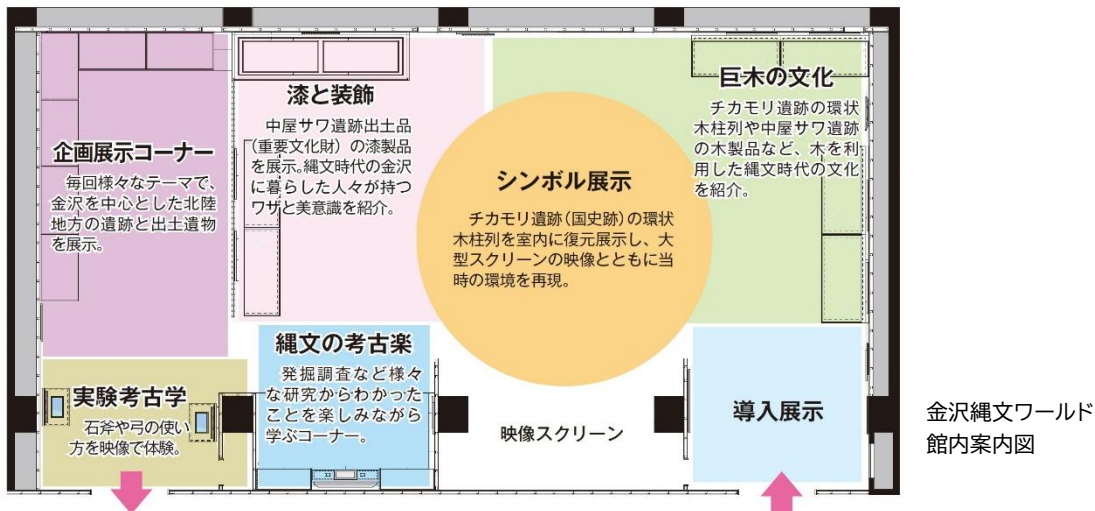 企画展示コーナー
毎回様々なテーマで、
金沢を中心とした北陸
地方の遺跡と出土遺物
を展示。
漆と装飾
中屋サワ遺跡出土品
(重要文化財)の漆製品
を展示。縄文時代の金沢
に暮らした人々が持つ
ワザと美意識を紹介。
シンボル展示
チカモリ遺跡(国史跡)の環状
木柱列を室内に復元展示し、大
型スクリーンの映像とともに当
時の環境を再現。
巨木の文化
チカモリ遺跡の環状
木柱列や中屋サワ遺跡
の木製品など、木を利
用した縄文時代の文化
を紹介。
実験考古学
石斧や弓の使い
方を映像で体験。
縄文の考古楽
発掘調査など様々
な研究からわかった
ことを楽しみながら
学ぶコーナー。
映像スクリーン
導入展示
金沢縄文ワールド
館内案内図